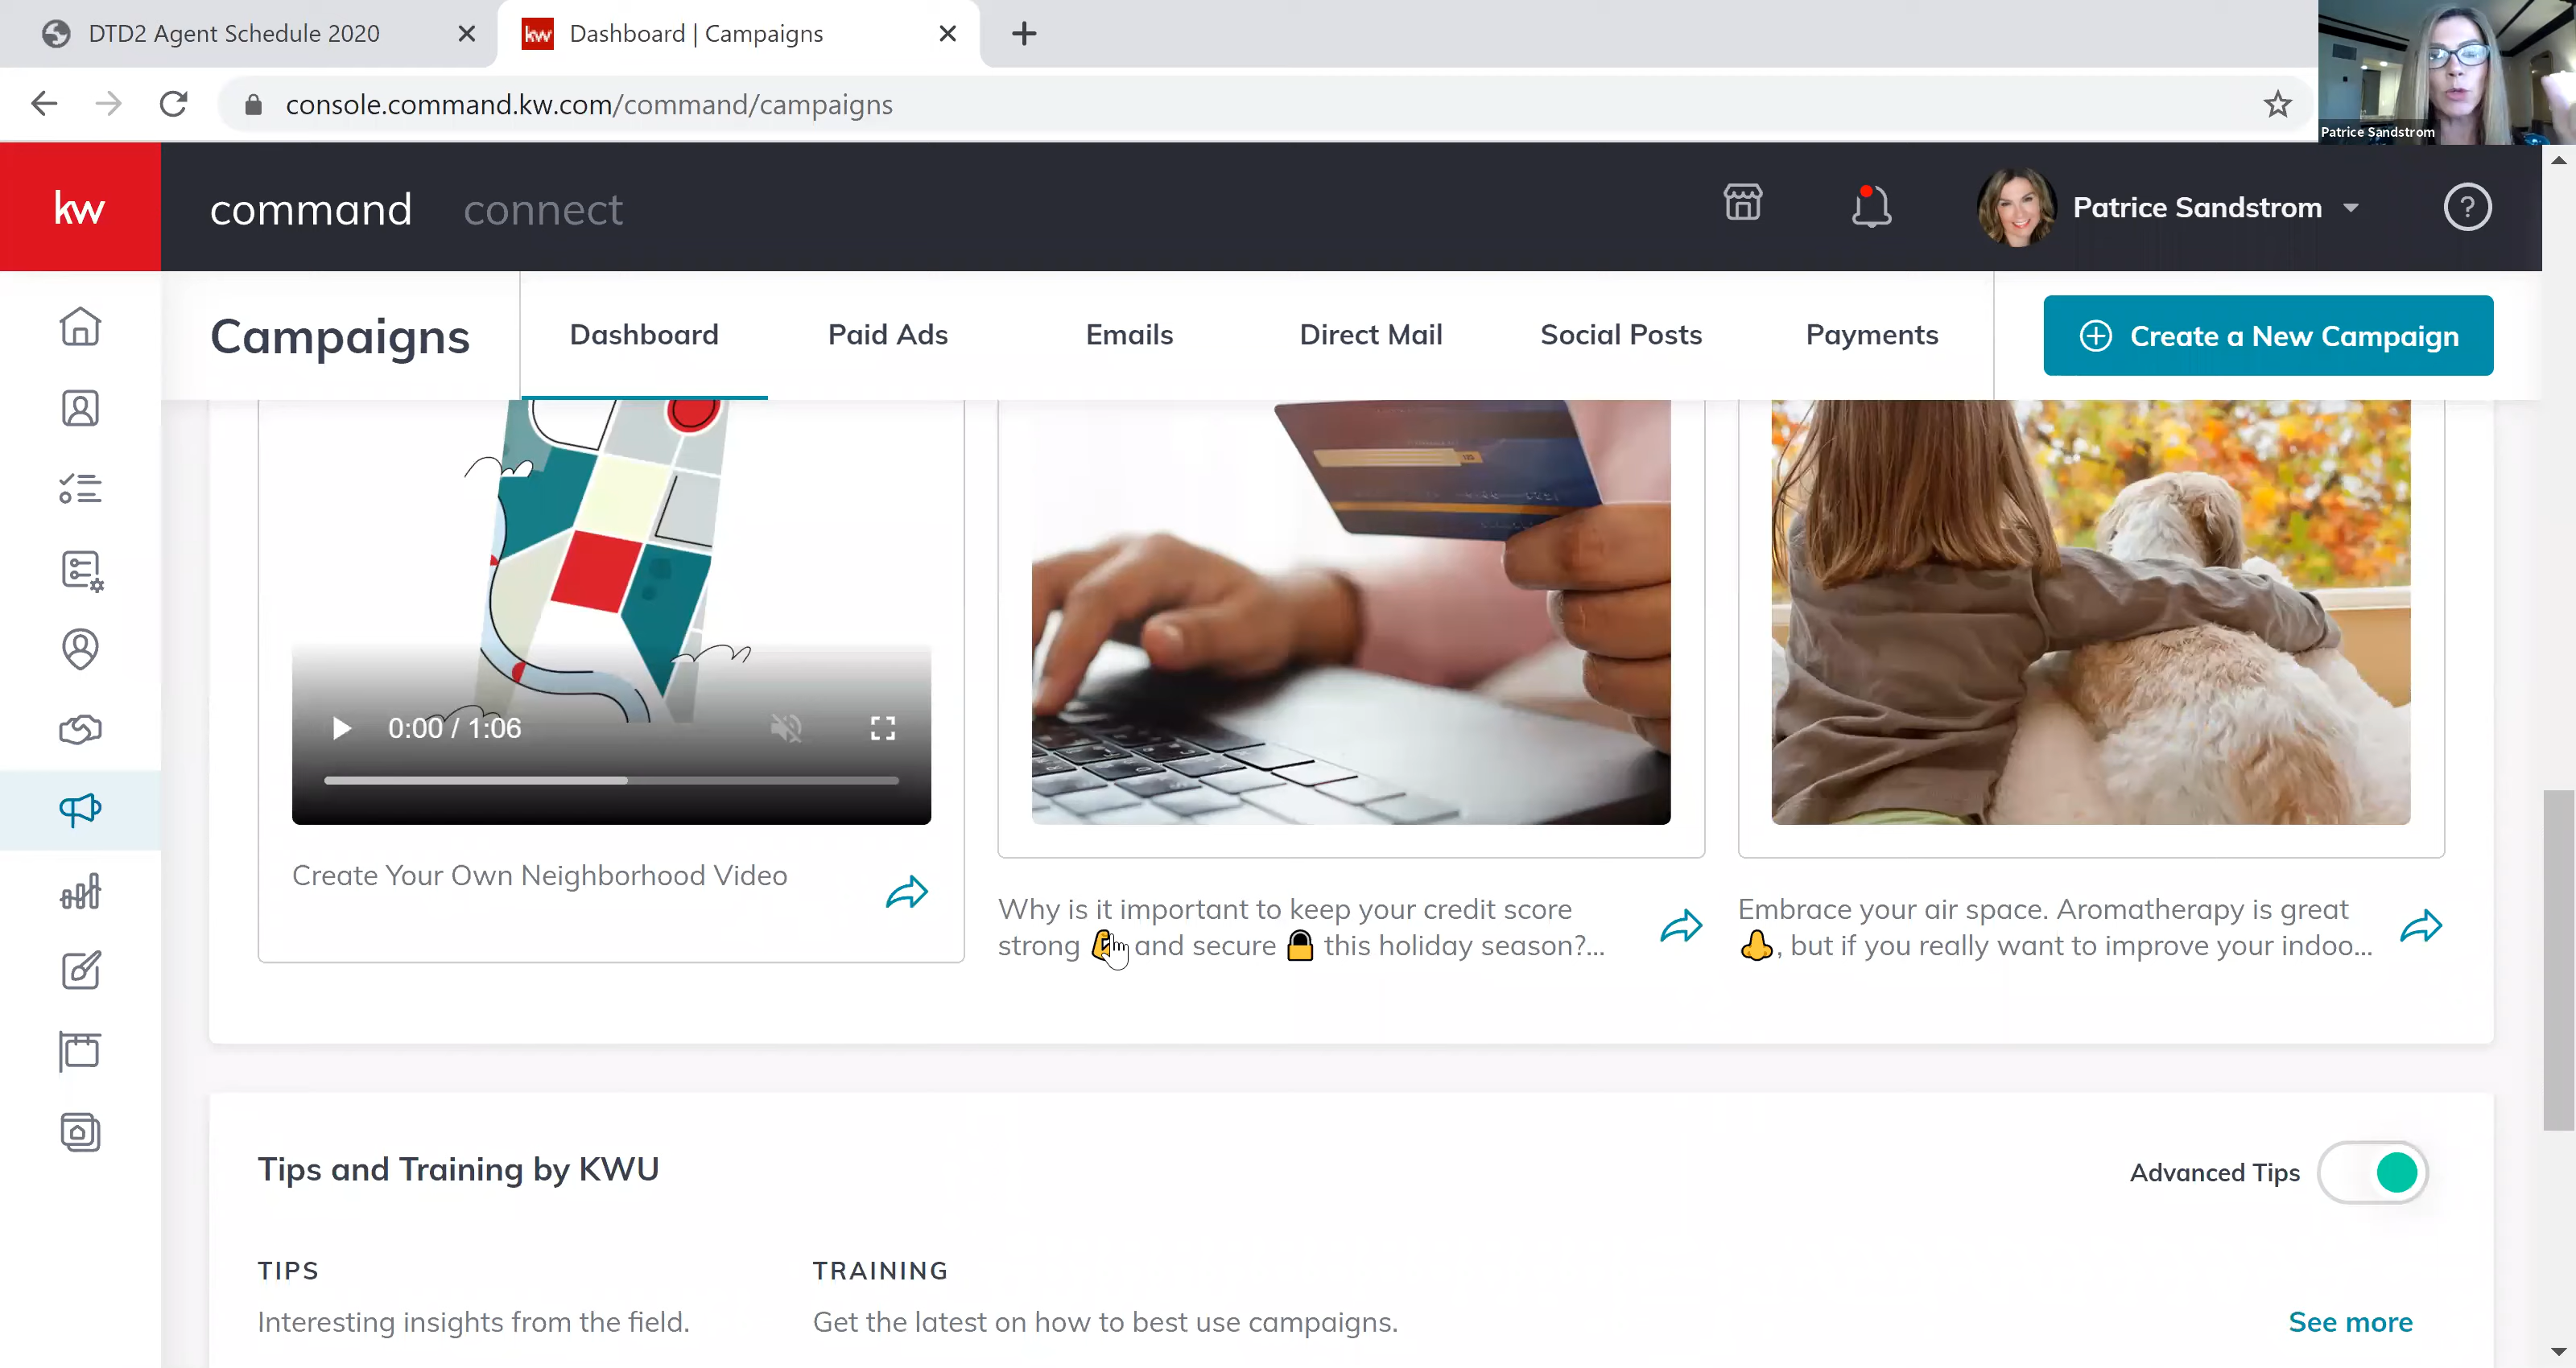 DTD2 Agent Schedule 2020
kw Dashboard | Campaigns
console.command.kw.com/command/campaigns
Patrice Sandstrom
kw command connect
Patrice Sandstrom
?
Campaigns
Dashboard
Paid Ads
Emails
Direct Mail
Social Posts
Payments
Create a New Campaign
0:00 / 1:06
Create Your Own Neighborhood Video
Why is it important to keep your credit score
strong 💪 and secure 🔒 this holiday season?...
Embrace your air space. Aromatherapy is great
👃, but if you really want to improve your indoo...
Tips and Training by KWU
Advanced Tips
TIPS
Interesting insights from the field.
TRAINING
Get the latest on how to best use campaigns.
See more